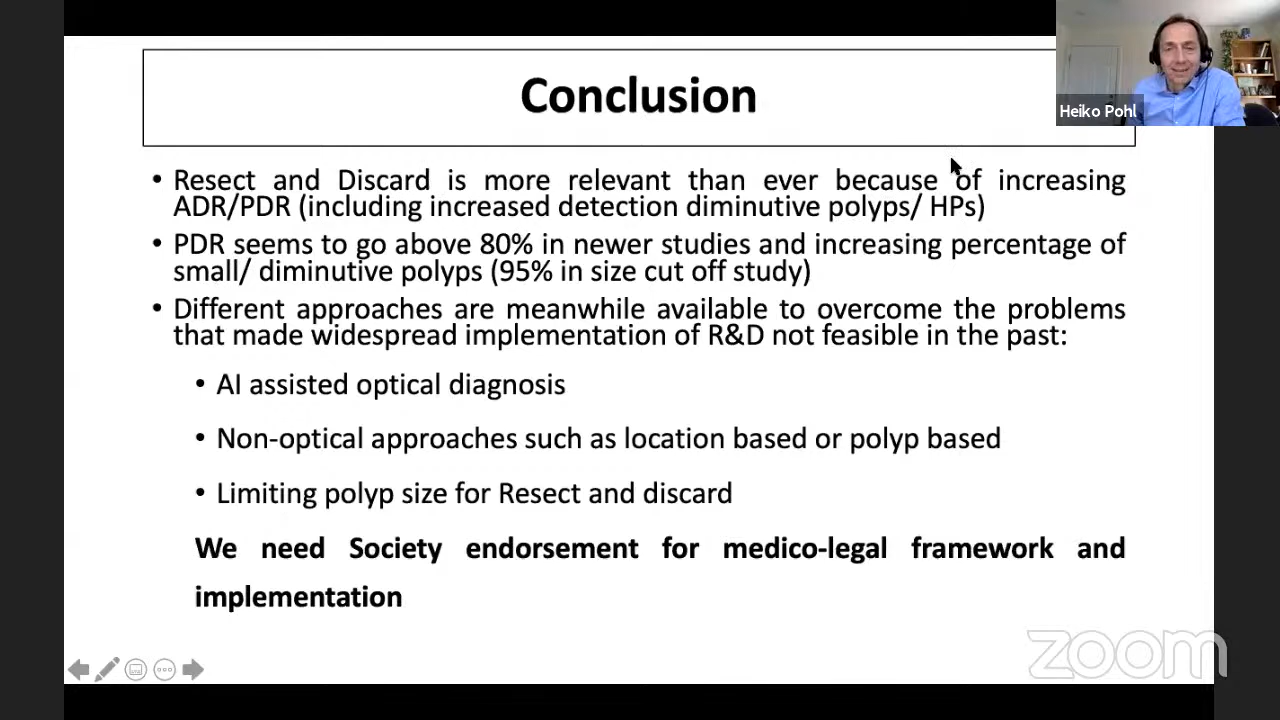 Conclusion
Heiko Pohl
• Resect and Discard is more relevant than ever because of increasing
ADR/PDR (including increased detection diminutive polyps/ HPs)
• PDR seems to go above 80% in newer studies and increasing percentage of
small/ diminutive polyps (95% in size cut off study)
• Different approaches are meanwhile available to overcome the problems
that made widespread implementation of R&D not feasible in the past:
• AI assisted optical diagnosis
• Non-optical approaches such as location based or polyp based
• Limiting polyp size for Resect and discard
We need Society endorsement for medico-legal framework and
implementation
zoom